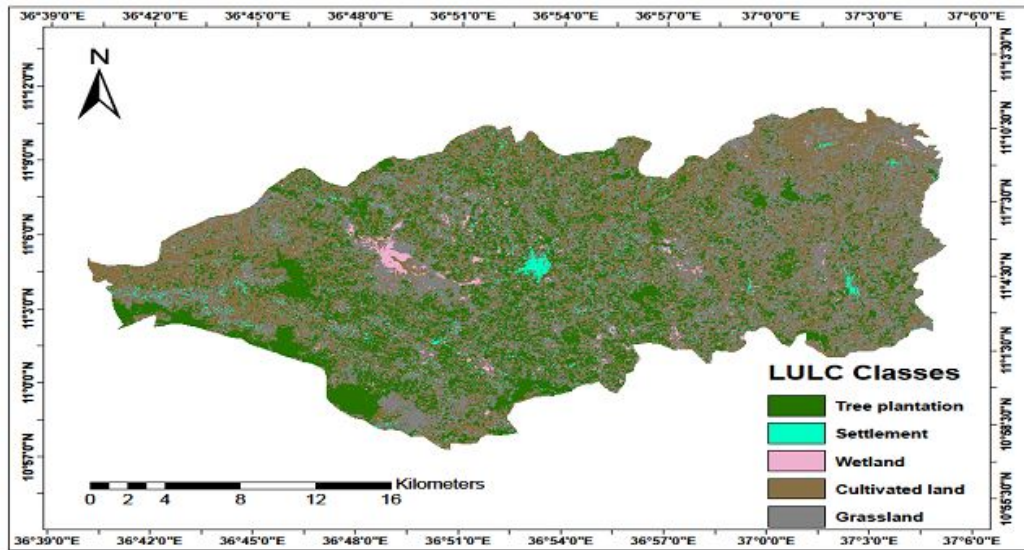 36°39'0"E 36°42'0"E 36°45'0"E 36°48'0"E 36°51'0"E 36°54'0"E 36°57'0"E 37°0'0"E 37°3'0"E 37°6'0"E
N
11°12'0"N
11°9'0"N
11°6'0"N
11°3'0"N
11°0'0"N
10°57'0"N
11°13'30"N
11°10'30"N
11°7'30"N
11°4'30"N
11°1'30"N
10°58'30"N
10°55'30"N
LULC Classes
Tree plantation
Settlement
Wetland
Cultivated land
Grassland
Kilometers
0 2 4 8 12 16
36°39'0"E 36°42'0"E 36°45'0"E 36°48'0"E 36°51'0"E 36°54'0"E 36°57'0"E 37°0'0"E 37°3'0"E 37°6'0"E